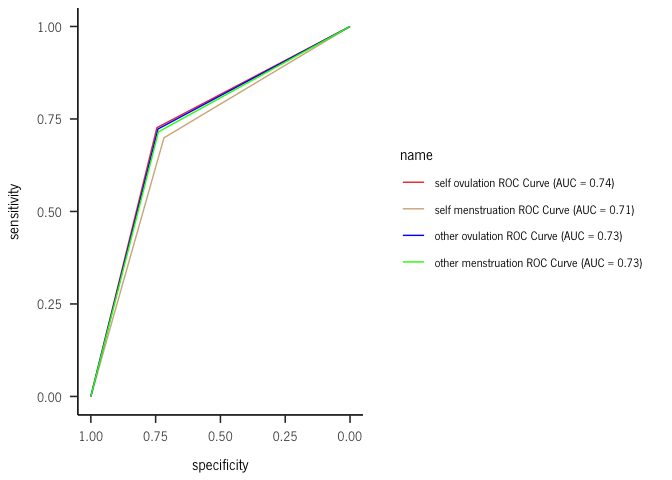 1.00
0.75
0.50
0.25
0.00
sensitivity
1.00 0.75 0.50 0.25 0.00
specificity
name
self ovulation ROC Curve (AUC = 0.74)
self menstruation ROC Curve (AUC = 0.71)
other ovulation ROC Curve (AUC = 0.73)
other menstruation ROC Curve (AUC = 0.73)